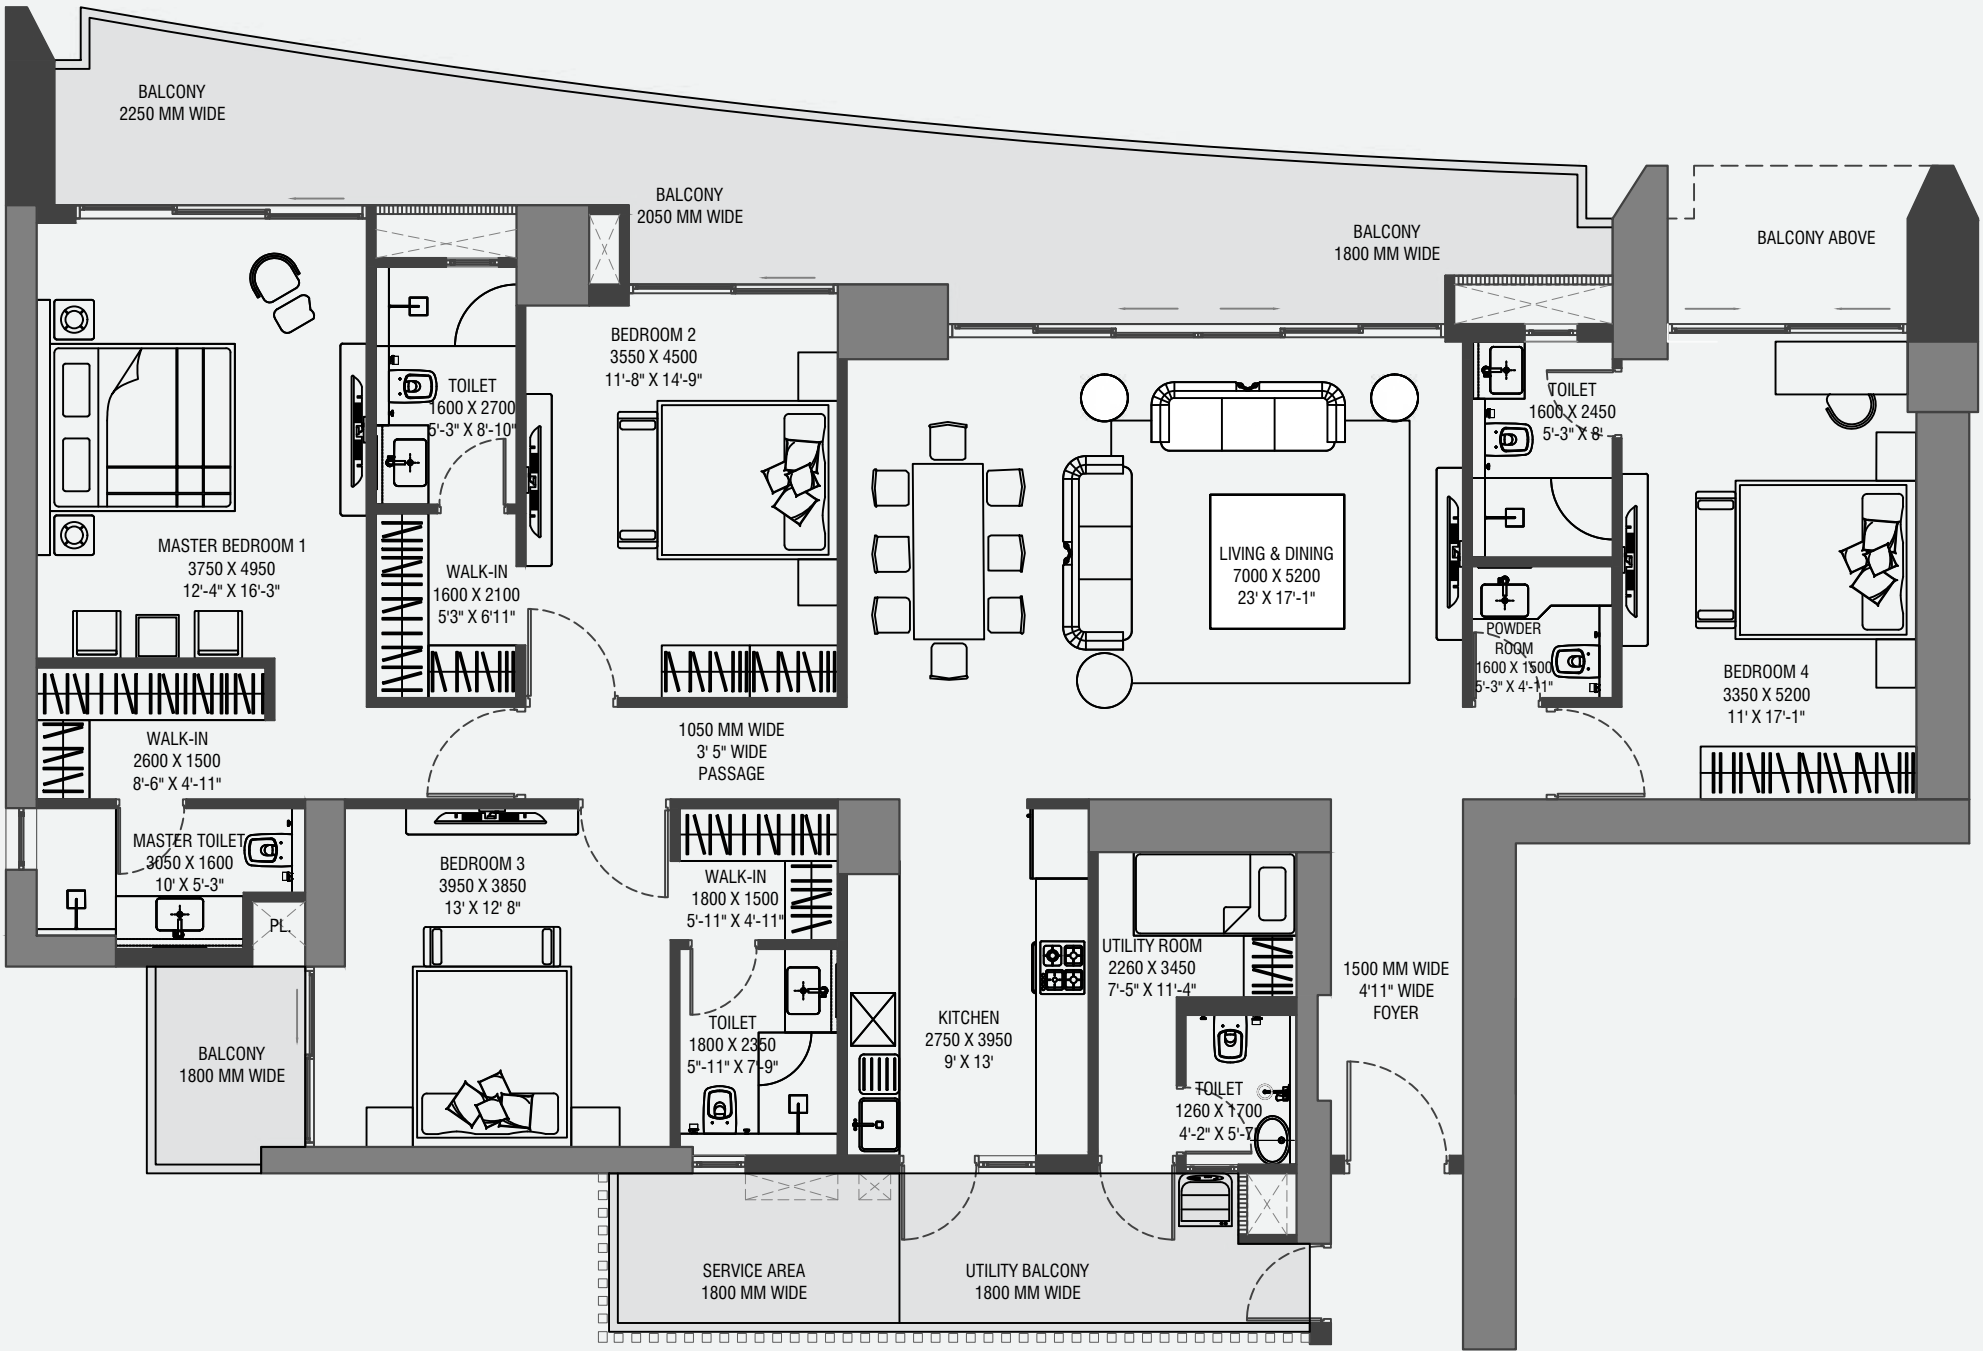 BALCONY
2250 MM WIDE
BALCONY
2050 MM WIDE
BALCONY
1800 MM WIDE
BALCONY ABOVE
BEDROOM 2
3550 X 4500
11'-8" X 14'-9"
TOILET
1600 X 2700
5'-3" X 8'-10"
TOILET
1600 X 2450
5'-3" X 8'
MASTER BEDROOM 1
3750 X 4950
12'-4" X 16'-3"
WALK-IN
1600 X 2100
5'3" X 6'11"
LIVING & DINING
7000 X 5200
23' X 17'-1"
POWDER
ROOM
1600 X 1500
5'-3" X 4'-11"
BEDROOM 4
3350 X 5200
11' X 17'-1"
WALK-IN
2600 X 1500
8'-6" X 4'-11"
1050 MM WIDE
3' 5" WIDE
PASSAGE
MASTER TOILET
3050 X 1600
10' X 5'-3"
PL.
BEDROOM 3
3950 X 3850
13' X 12' 8"
WALK-IN
1800 X 1500
5'-11" X 4'-11"
UTILITY ROOM
2260 X 3450
7'-5" X 11'-4"
1500 MM WIDE
4'11" WIDE
FOYER
BALCONY
1800 MM WIDE
TOILET
1800 X 2350
5"-11" X 7'-9"
KITCHEN
2750 X 3950
9' X 13'
TOILET
1260 X 1700
4'-2" X 5'-7"
SERVICE AREA
1800 MM WIDE
UTILITY BALCONY
1800 MM WIDE